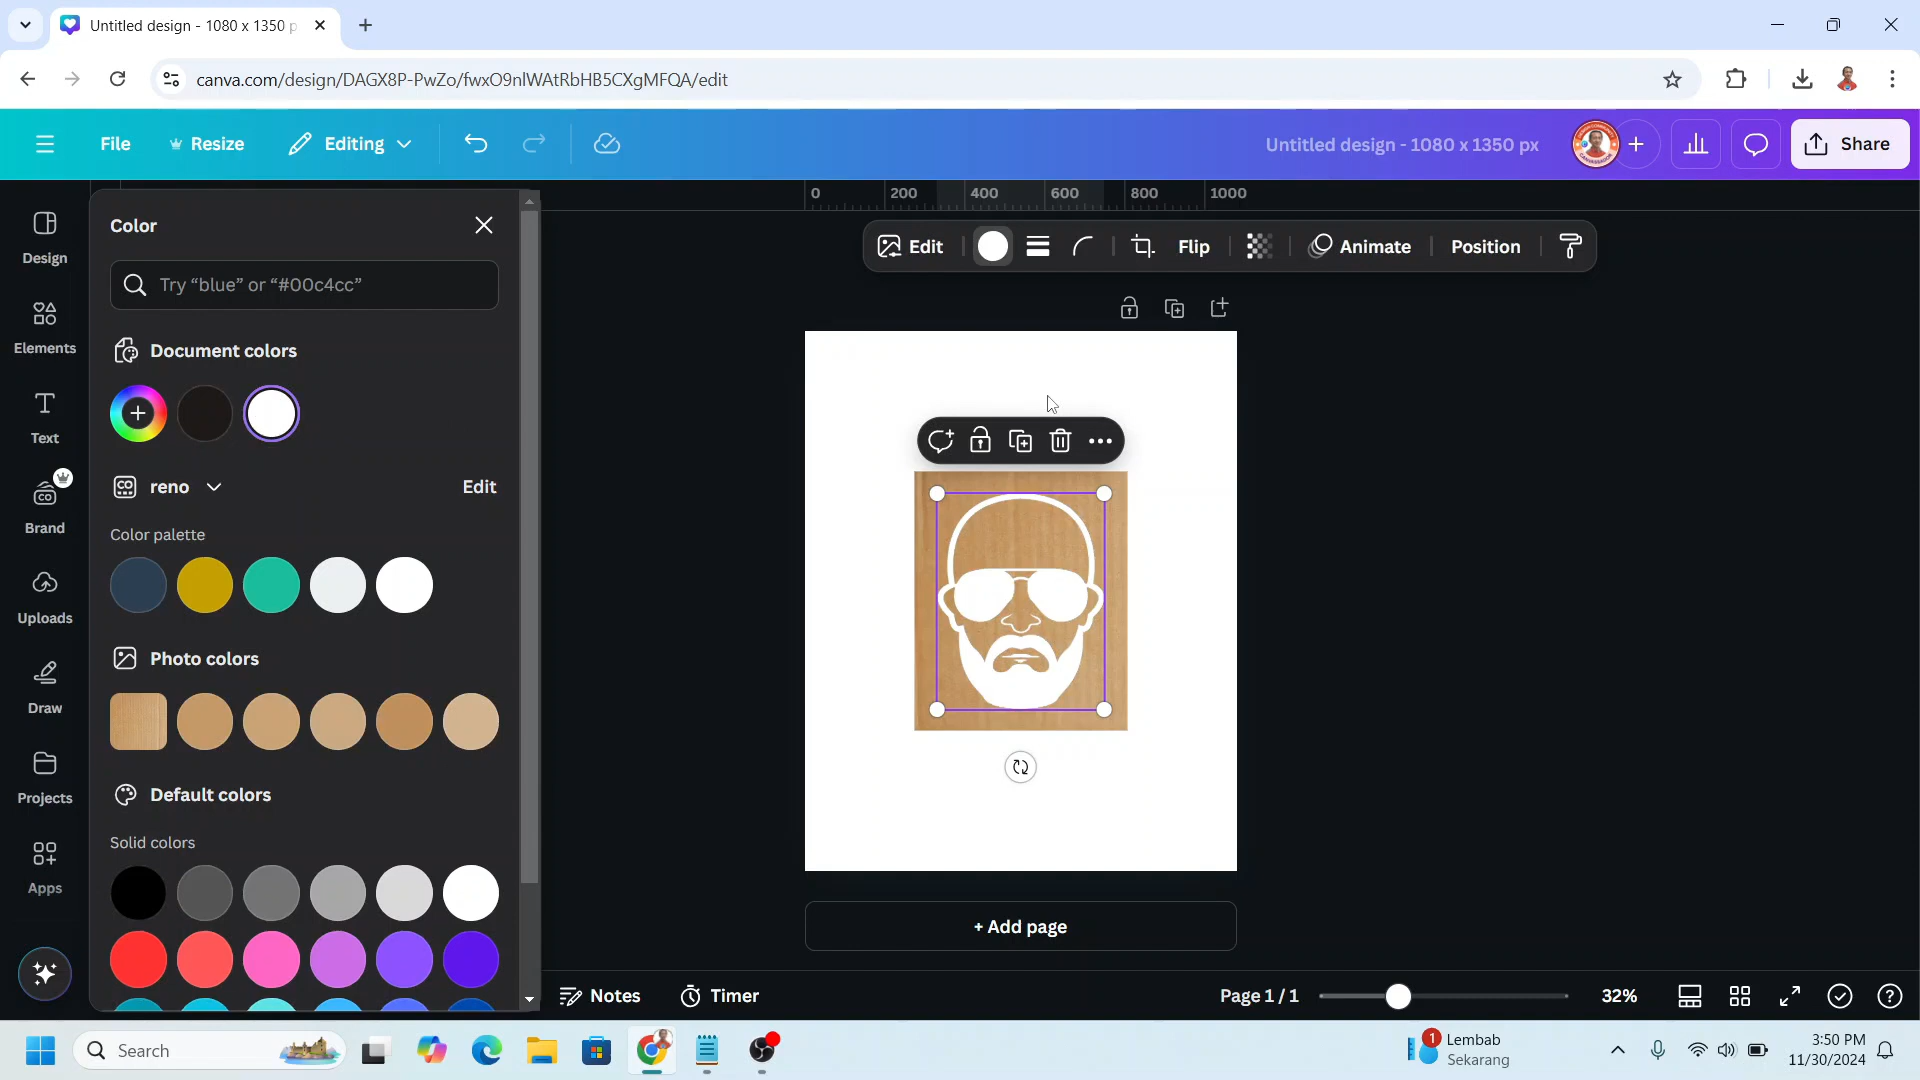 Untitled design - 1080 x 1350 p
canva.com/design/DAGX8P-PwZo/fwxO9nlWAtRbHB5CXgMFQA/edit
File
Resize
Editing
Untitled design - 1080 x 1350 px
Share
Design
Elements
Text
Brand
Uploads
Draw
Projects
Apps
Color
Try “blue” or “#00c4cc”
Document colors
reno
Edit
Color palette
Photo colors
Default colors
Solid colors
0 200 400 600 800 1000
Edit
Flip
Animate
Position
+ Add page
Notes
Timer
Page 1 / 1
32%
Search
1
Lembab
Sekarang
3:50 PM
11/30/2024